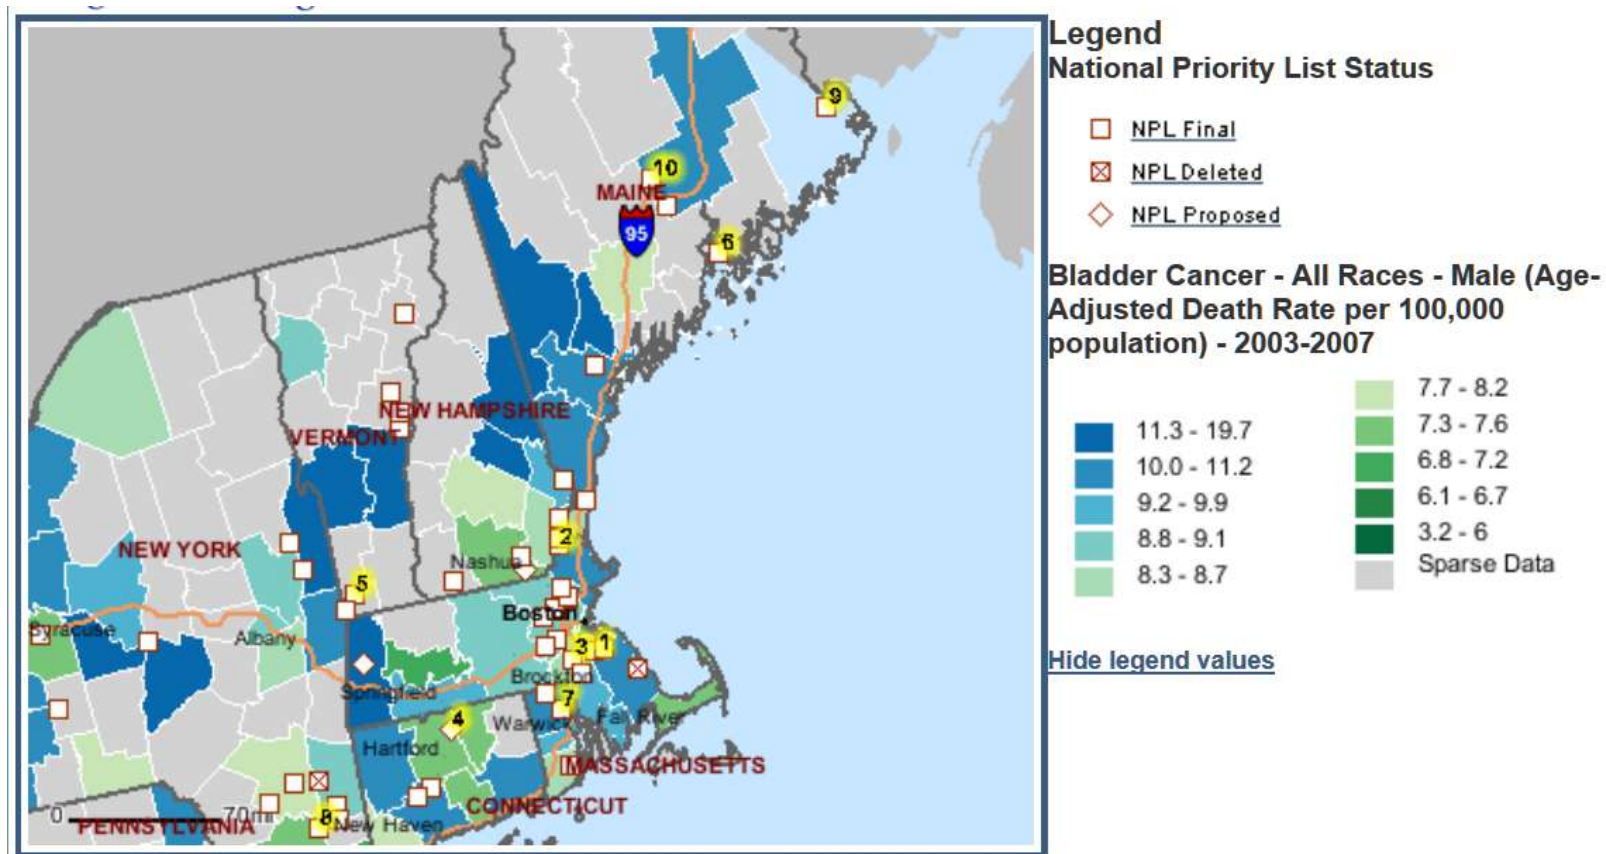 Legend
National Priority List Status
NPL Final
NPL Deleted
NPL Proposed
Bladder Cancer - All Races - Male (Age-
Adjusted Death Rate per 100,000
population) - 2003-2007
11.3 - 19.7
10.0 - 11.2
9.2 - 9.9
8.8 - 9.1
8.3 - 8.7
7.7 - 8.2
7.3 - 7.6
6.8 - 7.2
6.1 - 6.7
3.2 - 6
Sparse Data
Hide legend values
9
10
MAINE
95
6
NEW HAMPSHIRE
VERMONT
2
NEW YORK
Nashua
5
Boston
Syracuse
Albany
3
1
Brockton
Springfield
7
4
Warwick
Fall River
Hartford
MASSACHUSETTS
CONNECTICUT
0
70mi
8
PENNSYLVANIA
New Haven